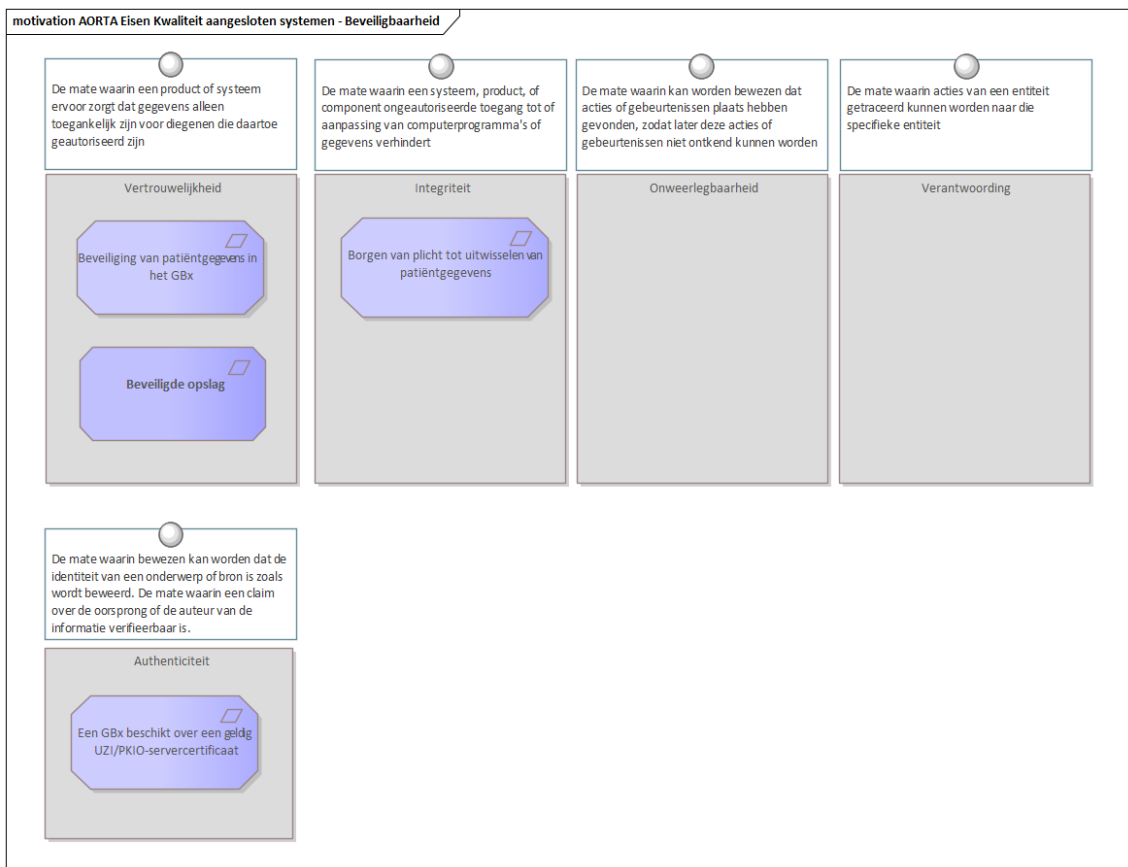 motivation AORTA Eisen Kwaliteit aangesloten systemen - Beveiligbaarheid
De mate waarin een product of systeem
ervoor zorgt dat gegevens alleen
toegankelijk zijn voor diegenen die daartoe
geautoriseerd zijn
De mate waarin een systeem, product, of
component ongeautoriseerde toegang tot of
aanpassing van computerprogramma's of
gegevens verhindert
De mate waarin kan worden bewezen dat
acties of gebeurtenissen plaats hebben
gevonden, zodat later deze acties of
gebeurtenissen niet ontkend kunnen worden
De mate waarin acties van een entiteit
getraceerd kunnen worden naar die
specifieke entiteit
Vertrouwelijkheid
Beveiliging van patiëntgegevens in
het GBx
Beveiligde opslag
Integriteit
Borgen van plicht tot uitwisselen van
patiëntgegevens
Onweerlegbaarheid
Verantwoording
De mate waarin bewezen kan worden dat de
identiteit van een onderwerp of bron is zoals
wordt beweerd. De mate waarin een claim
over de oorsprong of de auteur van de
informatie verifieerbaar is.
Authenticiteit
Een GBx beschikt over een geldig
UZI/PKIO-servercertificaat